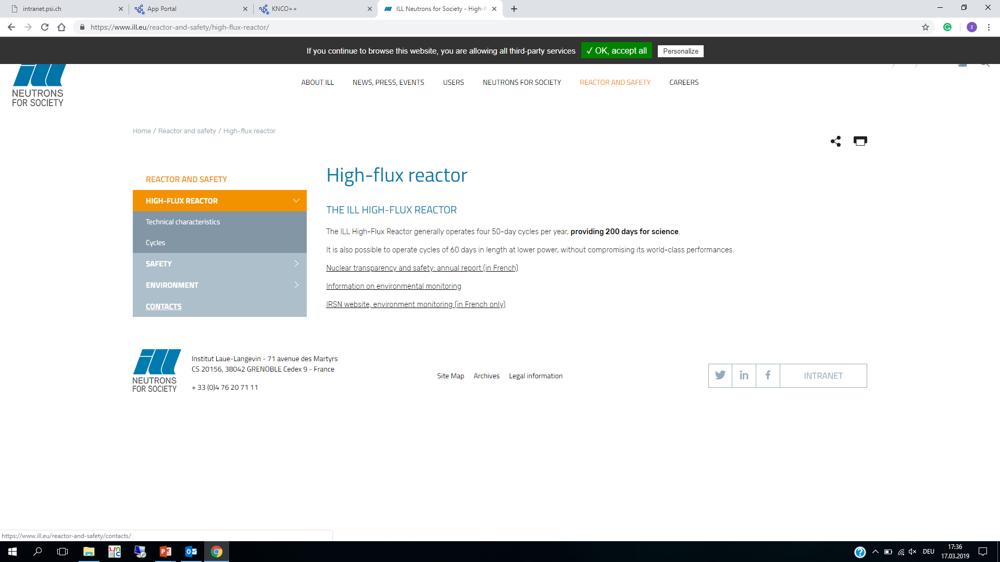 intranet.psi.ch
App Portal
KNCO++
ILL Neutrons for Society - High-fl
https://www.ill.eu/reactor-and-safety/high-flux-reactor/
z
If you continue to browse this website, you are allowing all third-party services
✓ OK, accept all
Personalize
ill
NEUTRONS
FOR SOCIETY
ABOUT ILL
NEWS, PRESS, EVENTS
USERS
NEUTRONS FOR SOCIETY
REACTOR AND SAFETY
CAREERS
Home / Reactor and safety / High-flux reactor
REACTOR AND SAFETY
HIGH-FLUX REACTOR
Technical characteristics
Cycles
SAFETY
ENVIRONMENT
CONTACTS
High-flux reactor
THE ILL HIGH-FLUX REACTOR
The ILL High-Flux Reactor generally operates four 50-day cycles per year, providing 200 days for science.
It is also possible to operate cycles of 60 days in length at lower power, without compromising its world-class performances.
Nuclear transparency and safety: annual report (in French)
Information on environmental monitoring
IRSN website, environment monitoring (in French only)
ill
NEUTRONS
FOR SOCIETY
Institut Laue-Langevin - 71 avenue des Martyrs
CS 20156, 38042 GRENOBLE Cedex 9 - France
+ 33 (0)4 76 20 71 11
Site Map
Archives
Legal information
INTRANET
https://www.ill.eu/reactor-and-safety/contacts/
DEU
17:36
17.03.2019